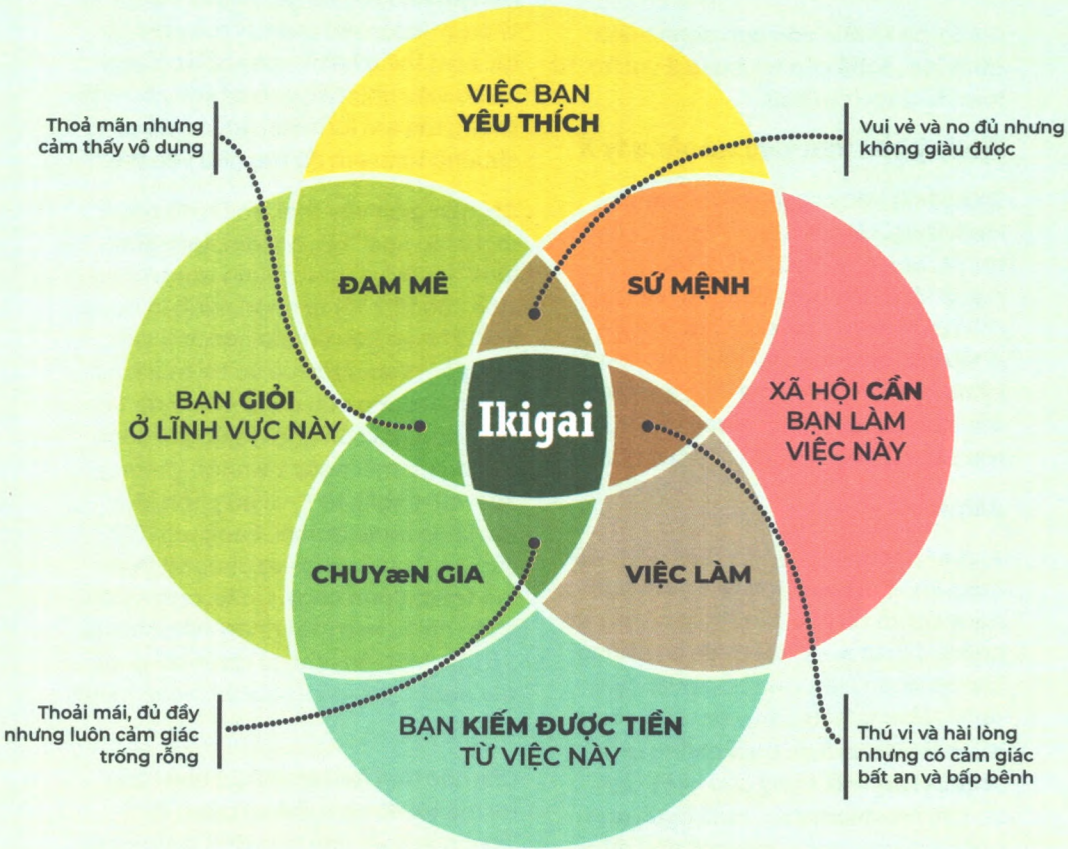 VIỆC BẠN
YÊU THÍCH
Thoả mãn nhưng
cảm thấy vô dụng
Vui vẻ và no đủ nhưng
không giàu được
ĐAM MÊ
SỨ MỆNH
BẠN GIỎI
Ở LĨNH VỰC NÀY
Ikigai
XÃ HỘI CẦN
BẠN LÀM
VIỆC NÀY
CHUYæN GIA
VIỆC LÀM
Thoải mái, đủ đầy
nhưng luôn cảm giác
trống rỗng
BẠN KIẾM ĐƯỢC TIỀN
TỪ VIỆC NÀY
Thú vị và hài lòng
nhưng có cảm giác
bất an và bấp bênh